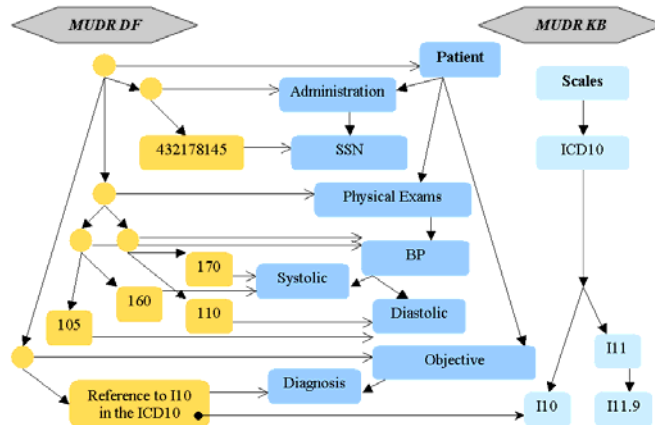 MUDR DF
MUDR KB
Patient
Scales
Administration
432178145
SSN
ICD10
Physical Exams
BP
170
Systolic
160
110
105
Diastolic
I11
Objective
Diagnosis
Reference to I10
in the ICD10
I10
I11.9